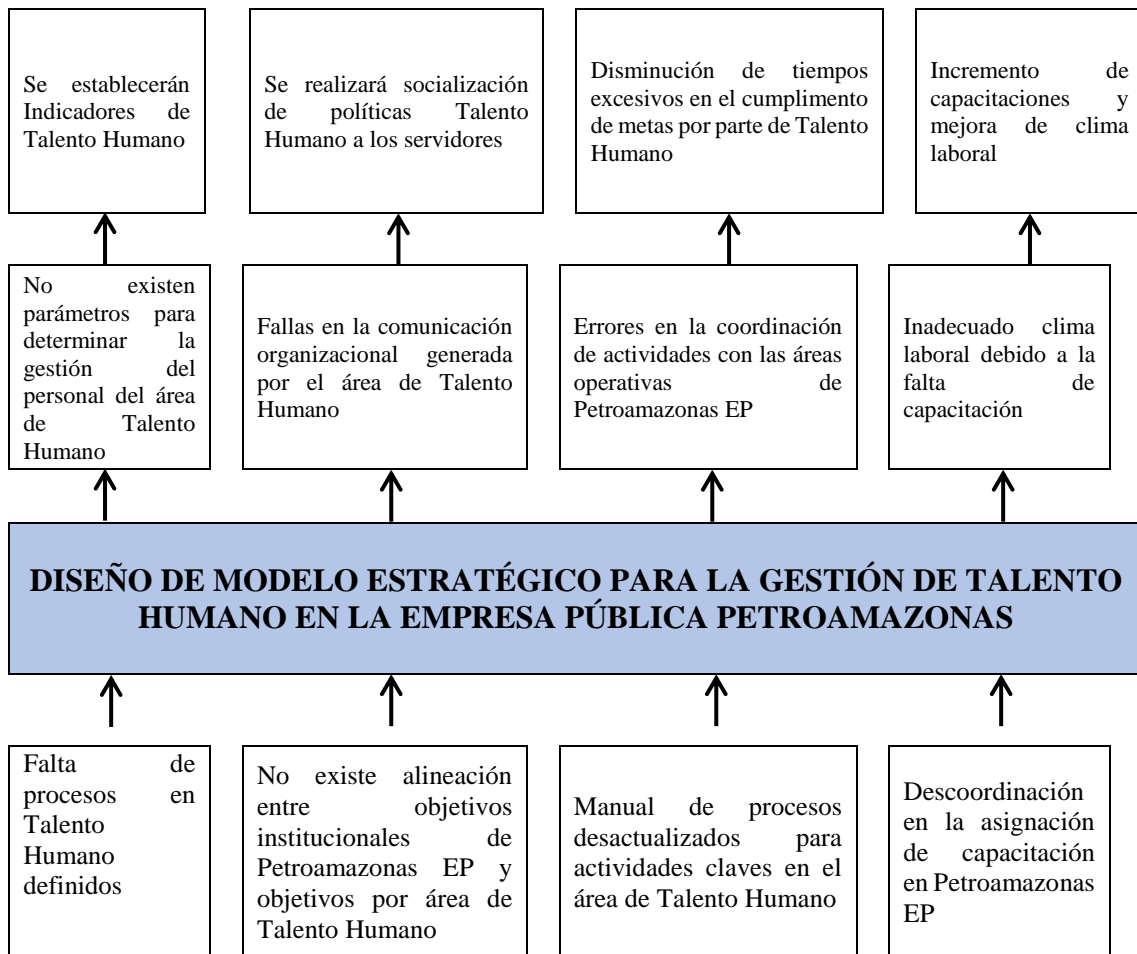 Se establecerán
Indicadores de
Talento Humano
Se realizará socialización
de políticas Talento
Humano a los servidores
Disminución de tiempos
excesivos en el cumplimento
de metas por parte de Talento
Humano
Incremento de
capacitaciones y
mejora de clima
laboral
No existen
parámetros para
determinar la
gestión del
personal del área
de Talento
Humano
Fallas en la comunicación
organizacional generada
por el área de Talento
Humano
Errores en la coordinación
de actividades con las áreas
operativas de
Petroamazonas EP
Inadecuado clima
laboral debido a la
falta de
capacitación
DISEÑO DE MODELO ESTRATÉGICO PARA LA GESTIÓN DE TALENTO
HUMANO EN LA EMPRESA PÚBLICA PETROAMAZONAS
Falta de
procesos en
Talento
Humano
definidos
No existe alineación
entre objetivos
institucionales de
Petroamazonas EP y
objetivos por área de
Talento Humano
Manual de procesos
desactualizados para
actividades claves en el
área de Talento Humano
Descoordinación
en la asignación
de capacitación
en Petroamazonas
EP